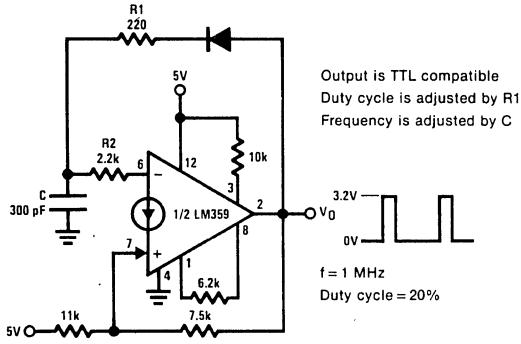 R1
220
5V
Output is TTL compatible
Duty cycle is adjusted by R1
Frequency is adjusted by C
R2
2.2k
6
−
12
10k
3
C
300 pF
1/2 LM359
2
VO
8
3.2V
0V
7
+
4
1
6.2k
f = 1 MHz
Duty cycle = 20%
5V
11k
7.5k